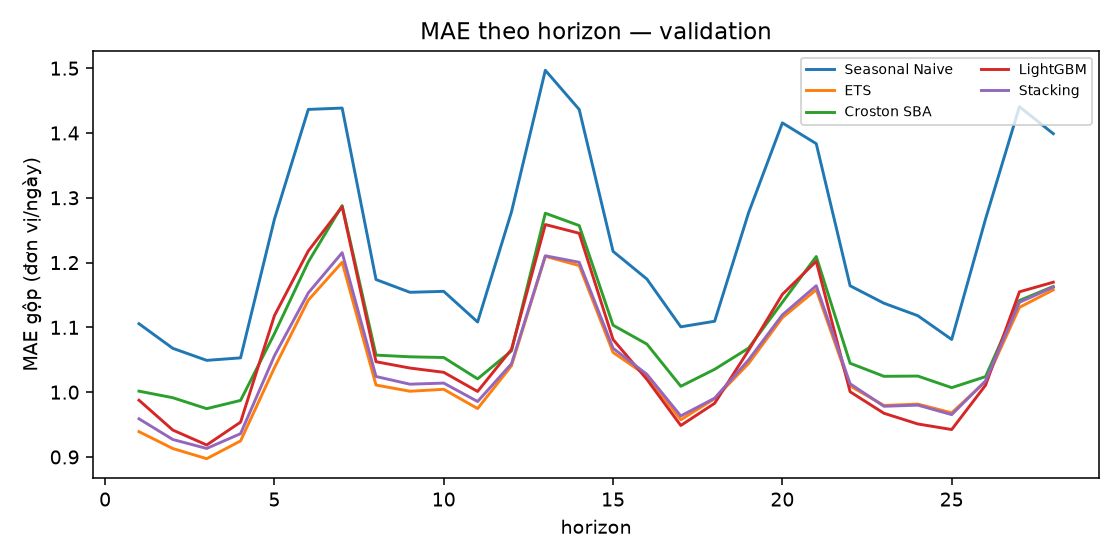 MAE theo horizon — validation
Seasonal Naive
ETS
Croston SBA
LightGBM
Stacking
MAE gộp (đơn vị/ngày)
1.5
1.4
1.3
1.2
1.1
1.0
0.9
0 5 10 15 20 25
horizon